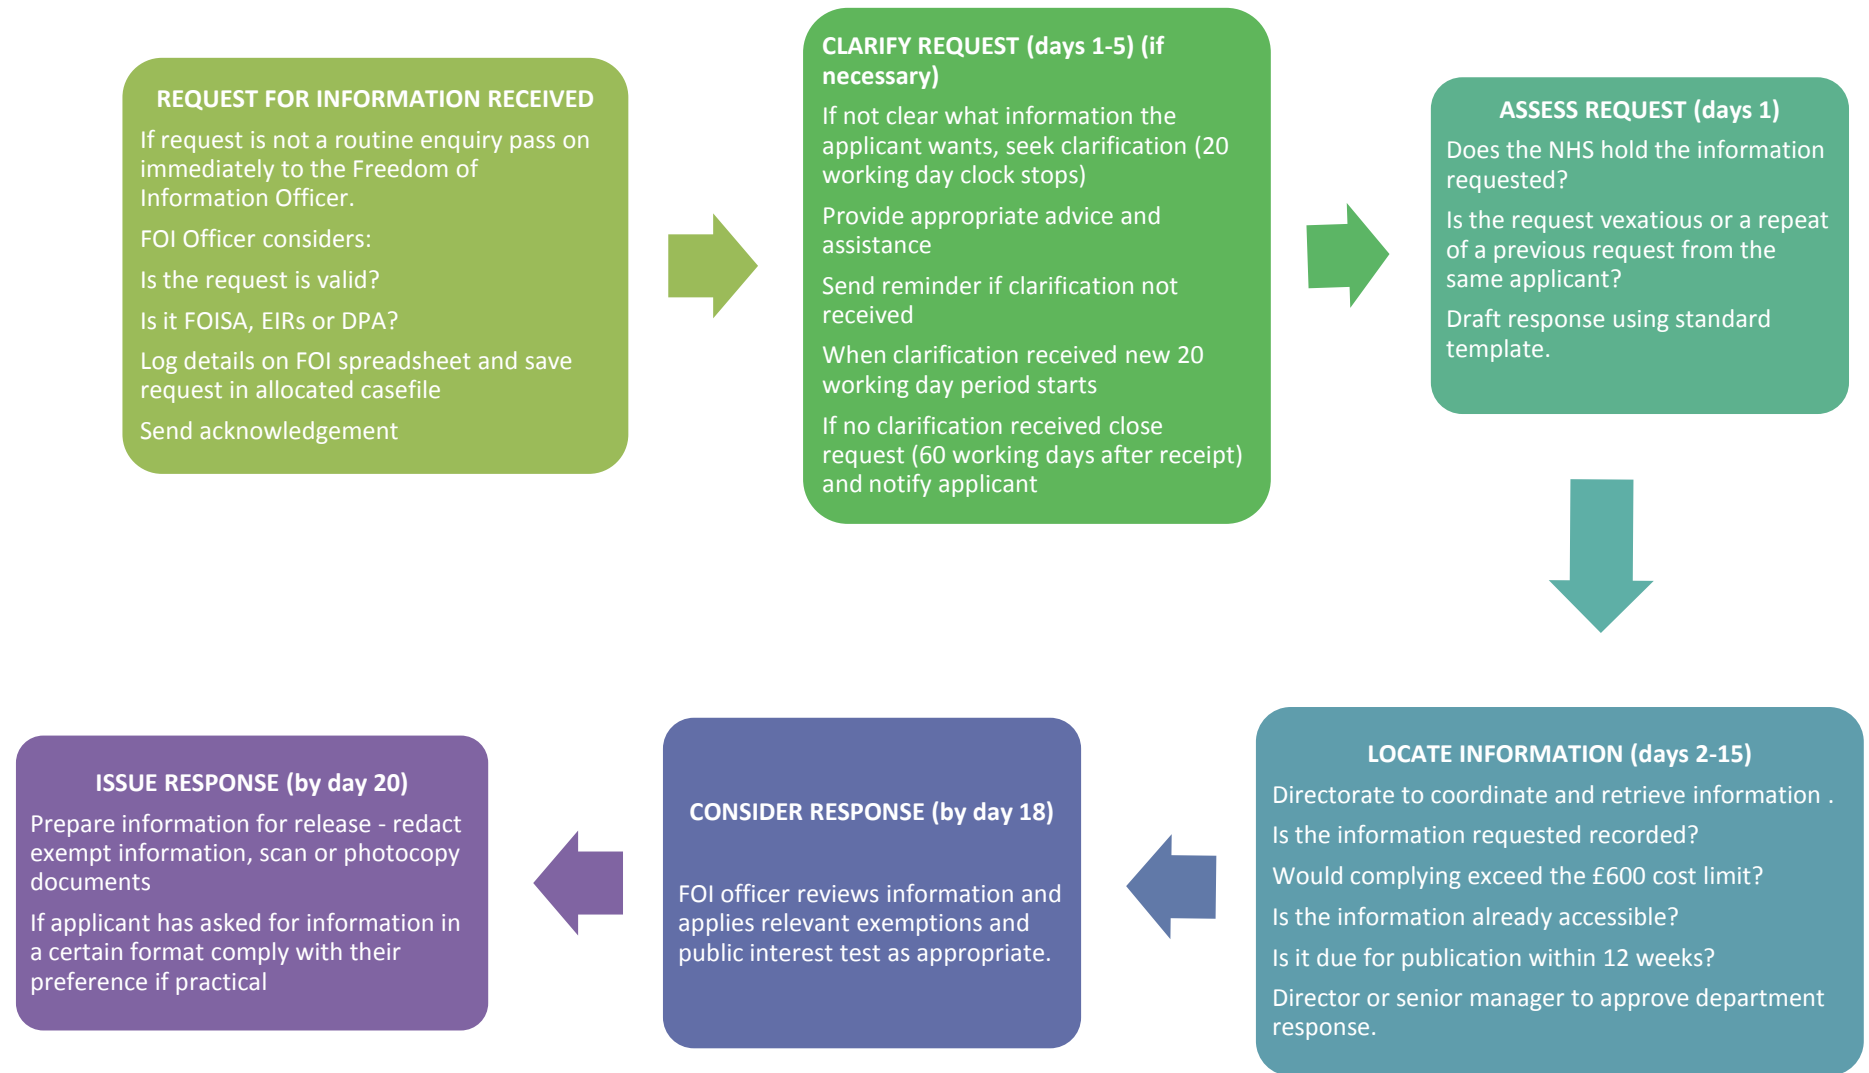 REQUEST FOR INFORMATION RECEIVED
If request is not a routine enquiry pass on
immediately to the Freedom of
Information Officer.
FOI Officer considers:
Is the request is valid?
Is it FOISA, EIRs or DPA?
Log details on FOI spreadsheet and save
request in allocated casefile
Send acknowledgement
CLARIFY REQUEST (days 1-5) (if
necessary)
If not clear what information the
applicant wants, seek clarification (20
working day clock stops)
Provide appropriate advice and
assistance
Send reminder if clarification not
received
When clarification received new 20
working day period starts
If no clarification received close
request (60 working days after receipt)
and notify applicant
ASSESS REQUEST (days 1)
Does the NHS hold the information
requested?
Is the request vexatious or a repeat
of a previous request from the
same applicant?
Draft response using standard
template.
LOCATE INFORMATION (days 2-15)
Directorate to coordinate and retrieve information .
Is the information requested recorded?
Would complying exceed the £600 cost limit?
Is the information already accessible?
Is it due for publication within 12 weeks?
Director or senior manager to approve department
response.
CONSIDER RESPONSE (by day 18)
FOI officer reviews information and
applies relevant exemptions and
public interest test as appropriate.
ISSUE RESPONSE (by day 20)
Prepare information for release - redact
exempt information, scan or photocopy
documents
If applicant has asked for information in
a certain format comply with their
preference if practical